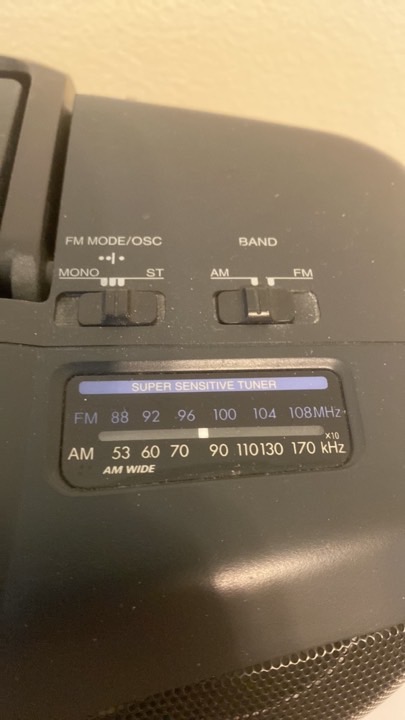 FM MODE/OSC
BAND
MONO ST
AM FM
SUPER SENSITIVE TUNER
FM 88 92 96 100 104 108MHz
X10
AM 53 60 70 90 110130 170 kHz
AM WIDE